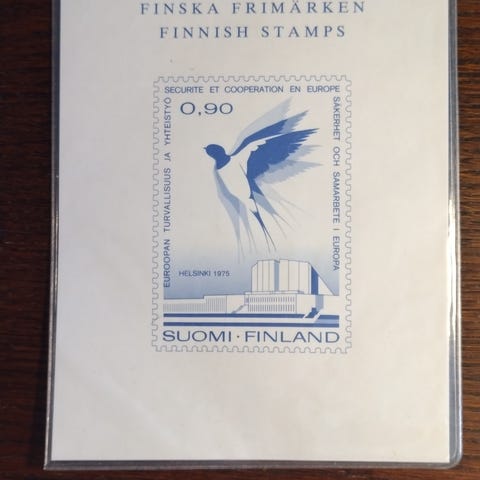 FINSKA FRIMÄRKEN
FINNISH STAMPS
SECURITE ET COOPERATION EN EUROPE
0,90
EUROOPAN TURVALLISUUS JA YHTEISTYÖ
SÄKERHET OCH SAMARBETE I EUROPA
HELSINKI 1975
SUOMI·FINLAND